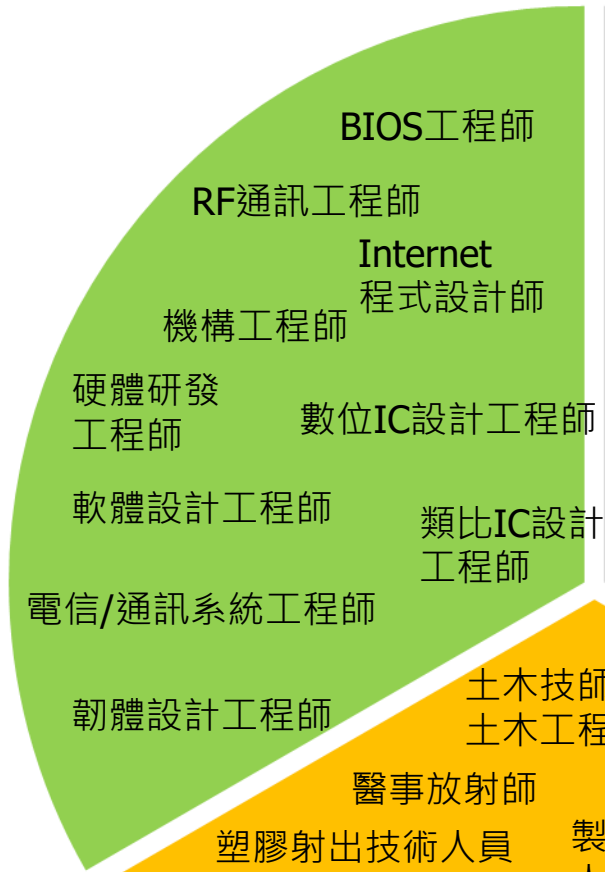 BIOS工程師
RF通訊工程師
Internet
程式設計師
機構工程師
硬體研發
工程師
數位IC設計工程師
軟體設計工程師
類比IC設計
工程師
電信/通訊系統工程師
韌體設計工程師
土木技師
土木工程
醫事放射師
塑膠射出技術人員
製